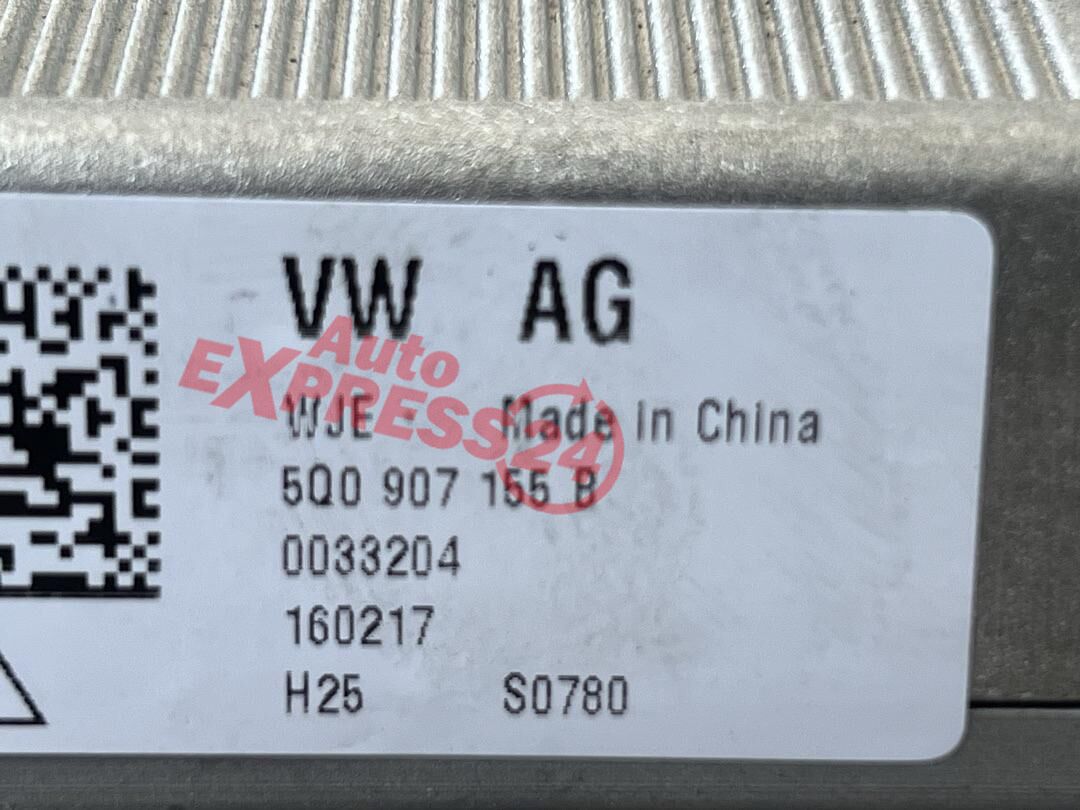 VW AG
WJE Made in China
5Q0 907 155 B
0033204
160217
H25 S0780
Auto
EXPRESS24